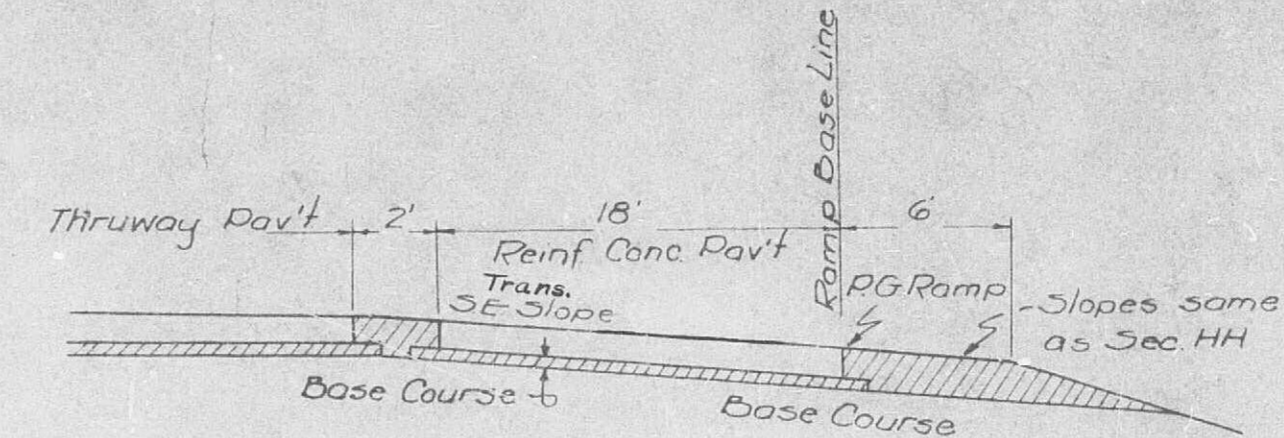 Ramp Base Line
Thruway Pav't
2'
18'
6'
Reinf. Conc. Pav't
Trans.
SE Slope
P.G. Ramp
Slopes same
as Sec. HH
Base Course
Base Course